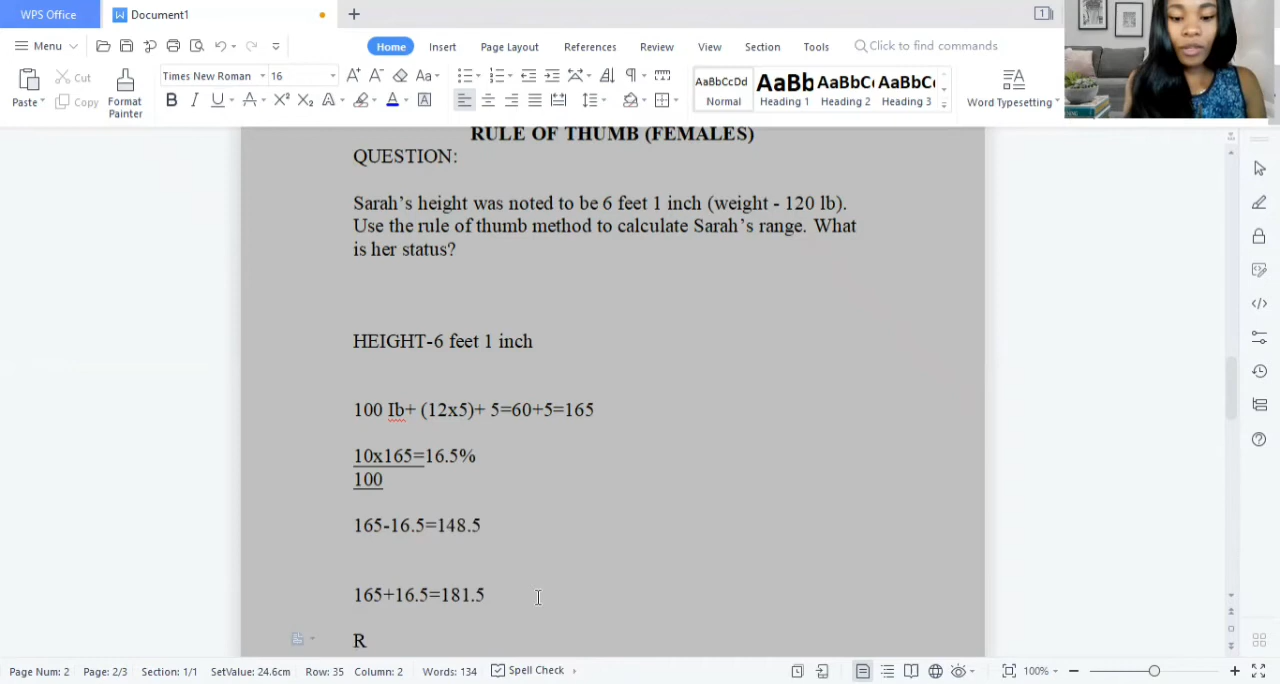 WPS Office Document1 + 1
Menu Home Insert Page Layout References Review View Section Tools Click to find commands
Paste Cut Copy Format Painter Times New Roman 16 A+ A- Aa AaBbCcDd AaBb AaBbC AaBbC
B I U A X² X₂ A A A Normal Heading 1 Heading 2 Heading 3 Word Typesetting
RULE OF THUMB (FEMALES)
QUESTION:
Sarah's height was noted to be 6 feet 1 inch (weight - 120 lb).
Use the rule of thumb method to calculate Sarah's range. What
is her status?
HEIGHT-6 feet 1 inch
100 Ib+ (12x5)+ 5=60+5=165
10x165=16.5%
100
165-16.5=148.5
165+16.5=181.5
R
Page Num: 2 Page: 2/3 Section: 1/1 SetValue: 24.6cm Row: 35 Column: 2 Words: 134 Spell Check 100%